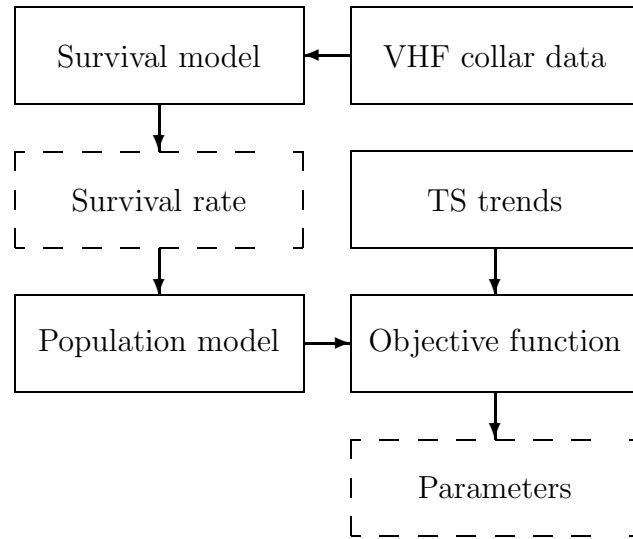 Survival model
VHF collar data
Survival rate
TS trends
Population model
Objective function
Parameters